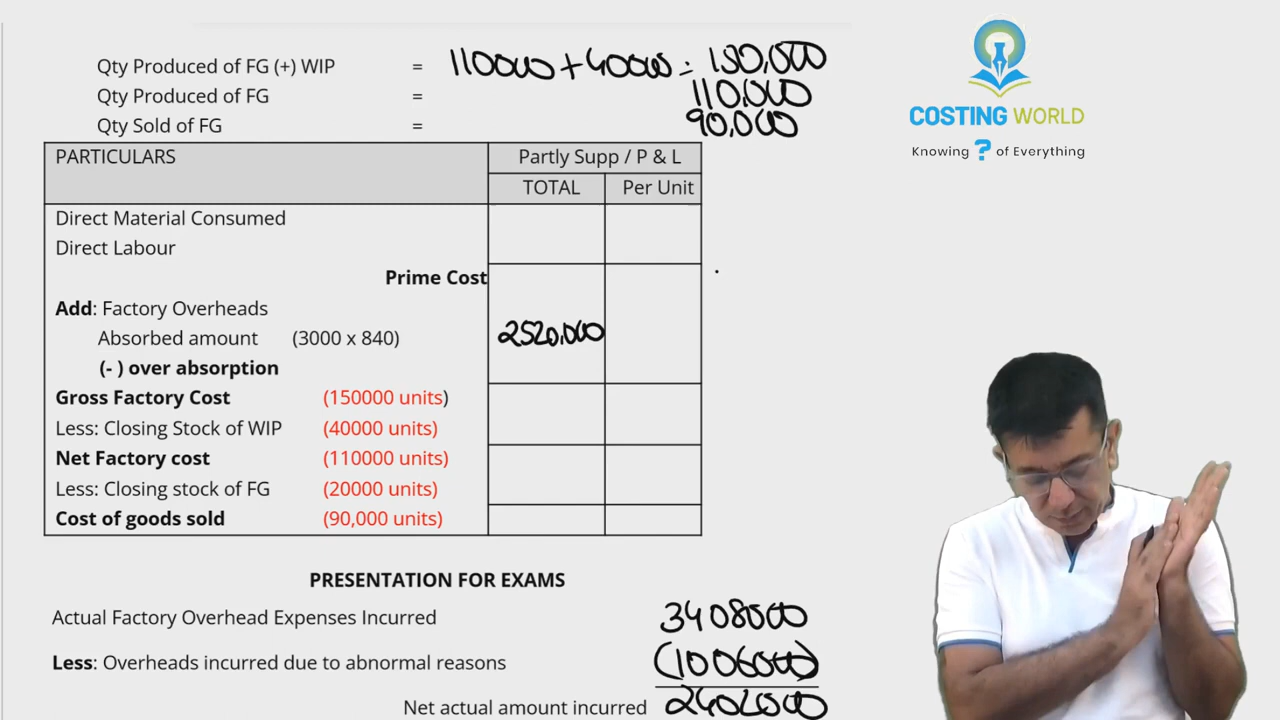 Qty Produced of FG (+) WIP = 110000 + 40000 = 150,000
Qty Produced of FG = 110,000
Qty Sold of FG = 90,000
COSTING WORLD
Knowing ? of Everything
PARTICULARS Partly Supp / P & L
TOTAL Per Unit
Direct Material Consumed
Direct Labour
Prime Cost
Add: Factory Overheads
Absorbed amount (3000 x 840) 2520,000
(- ) over absorption
Gross Factory Cost (150000 units)
Less: Closing Stock of WIP (40000 units)
Net Factory cost (110000 units)
Less: Closing stock of FG (20000 units)
Cost of goods sold (90,000 units)
PRESENTATION FOR EXAMS
Actual Factory Overhead Expenses Incurred 3408000
Less: Overheads incurred due to abnormal reasons (1006000)
Net actual amount incurred 2402000